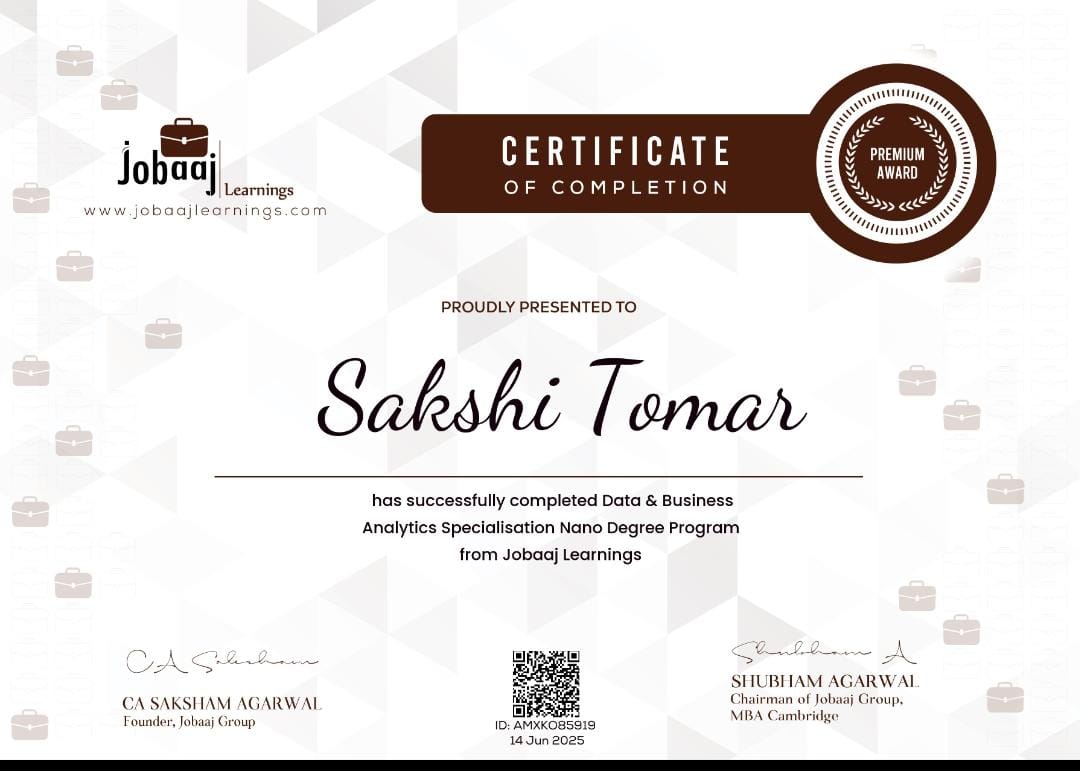 jobaaj
Learnings
www.jobaajlearnings.com
CERTIFICATE
OF COMPLETION
PREMIUM
AWARD
PROUDLY PRESENTED TO
Sakshi Tomar
has successfully completed Data & Business
Analytics Specialisation Nano Degree Program
from Jobaaj Learnings
CA Saksham
CA SAKSHAM AGARWAL
Founder, Jobaaj Group
ID: AMXKO85919
14 Jun 2025
Shubham A
SHUBHAM AGARWAL
Chairman of Jobaaj Group,
MBA Cambridge